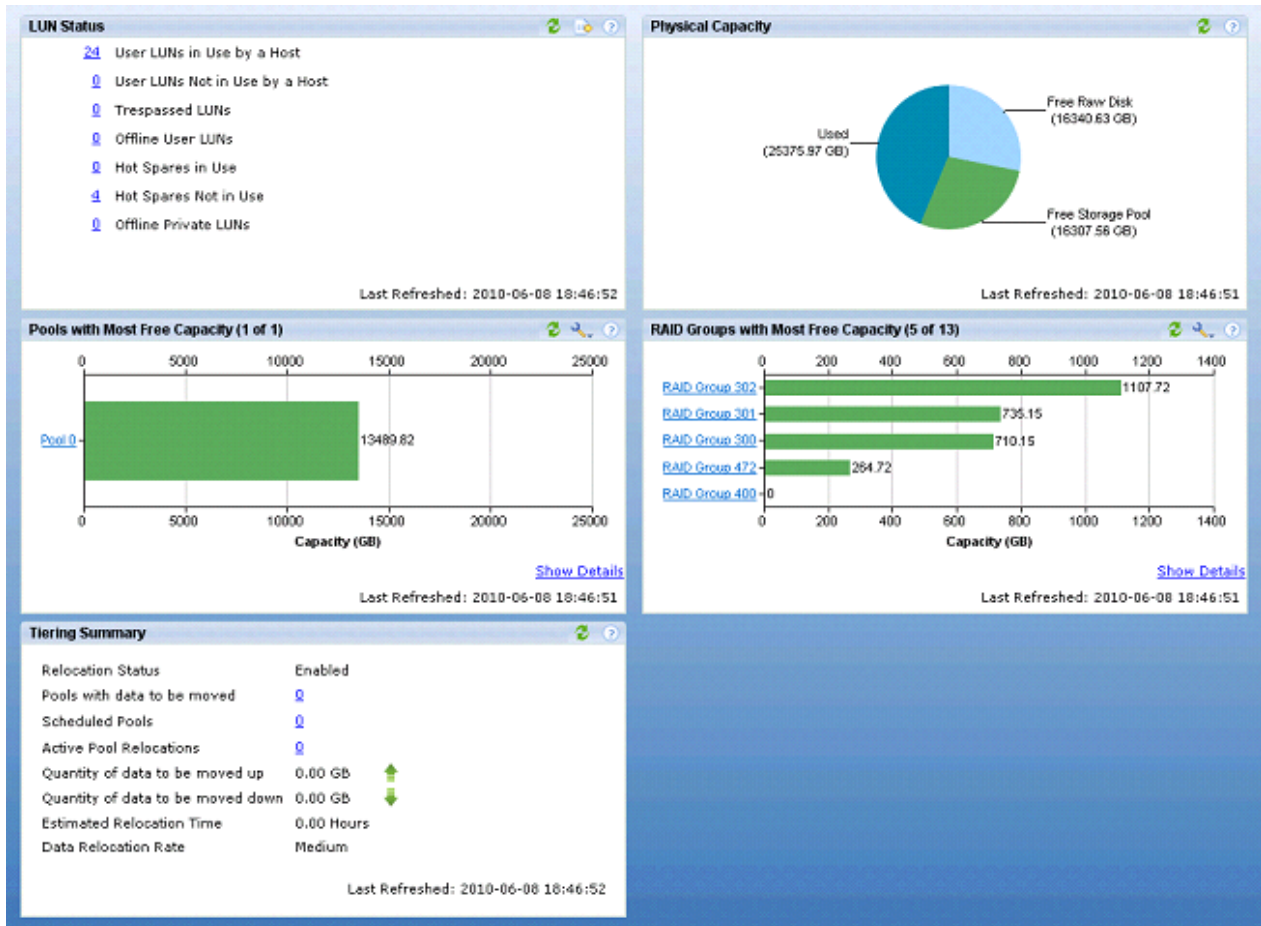 LUN Status
24 User LUNs in Use by a Host
0 User LUNs Not in Use by a Host
0 Trespassed LUNs
0 Offline User LUNs
0 Hot Spares in Use
4 Hot Spares Not in Use
0 Offline Private LUNs
Last Refreshed: 2010-06-08 18:46:52
Physical Capacity
Free Raw Disk
(16340.63 GB)
Used
(25375.97 GB)
Free Storage Pool
(16307.56 GB)
Last Refreshed: 2010-06-08 18:46:51
Pools with Most Free Capacity (1 of 1)
0 5000 10000 15000 20000 25000
Pool 0 13489.82
0 5000 10000 15000 20000 25000
Capacity (GB)
Show Details
Last Refreshed: 2010-06-08 18:46:51
RAID Groups with Most Free Capacity (5 of 13)
0 200 400 600 800 1000 1200 1400
RAID Group 302 1107.72
RAID Group 301 735.15
RAID Group 300 710.15
RAID Group 472 264.72
RAID Group 400 0
0 200 400 600 800 1000 1200 1400
Capacity (GB)
Show Details
Last Refreshed: 2010-06-08 18:46:51
Tiering Summary
Relocation Status Enabled
Pools with data to be moved 0
Scheduled Pools 0
Active Pool Relocations 0
Quantity of data to be moved up 0.00 GB
Quantity of data to be moved down 0.00 GB
Estimated Relocation Time 0.00 Hours
Data Relocation Rate Medium
Last Refreshed: 2010-06-08 18:46:52